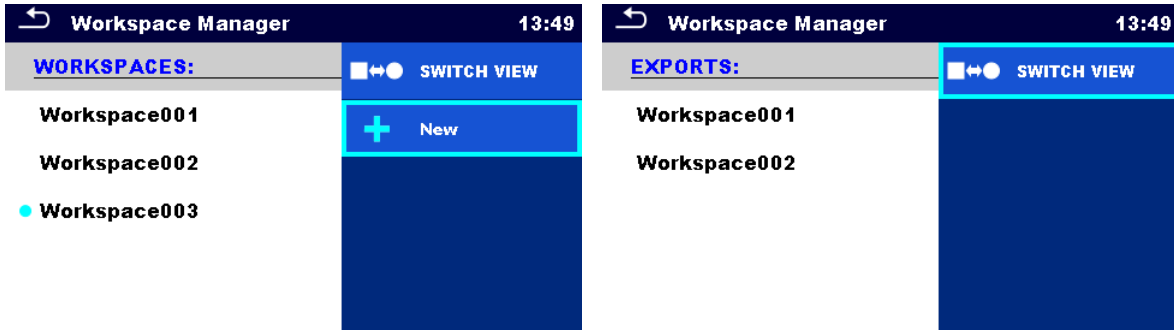 Workspace Manager 13:49
WORKSPACES:
SWITCH VIEW
Workspace001
New
Workspace002
Workspace003
Workspace Manager 13:49
EXPORTS:
SWITCH VIEW
Workspace001
Workspace002